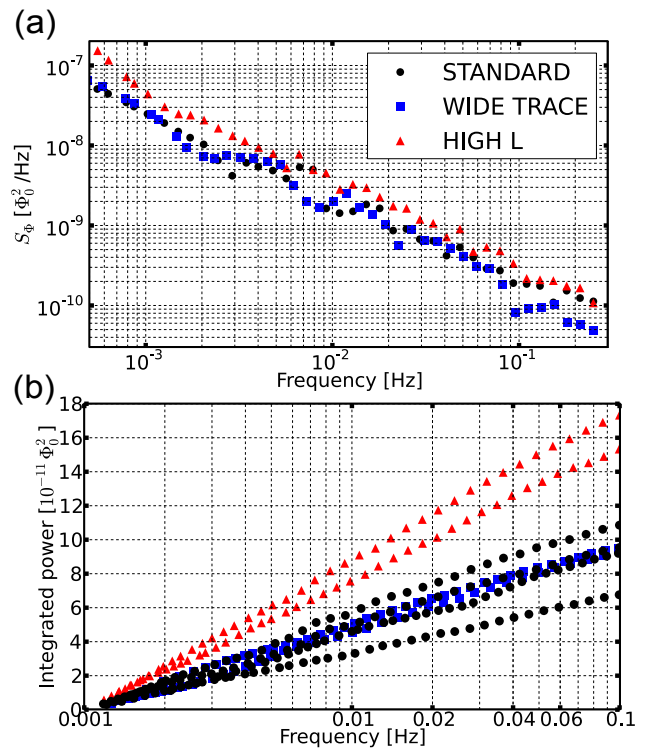 (a)
10⁻⁷
10⁻⁸
10⁻⁹
10⁻¹⁰
S_Φ [Φ₀²/Hz]
STANDARD
WIDE TRACE
HIGH L
10⁻³ 10⁻² 10⁻¹
Frequency [Hz]
(b)
18
16
14
12
10
8
6
4
2
0
Integrated power [10⁻¹¹ Φ₀²]
0.001 0.01 0.02 0.04 0.06 0.1
Frequency [Hz]